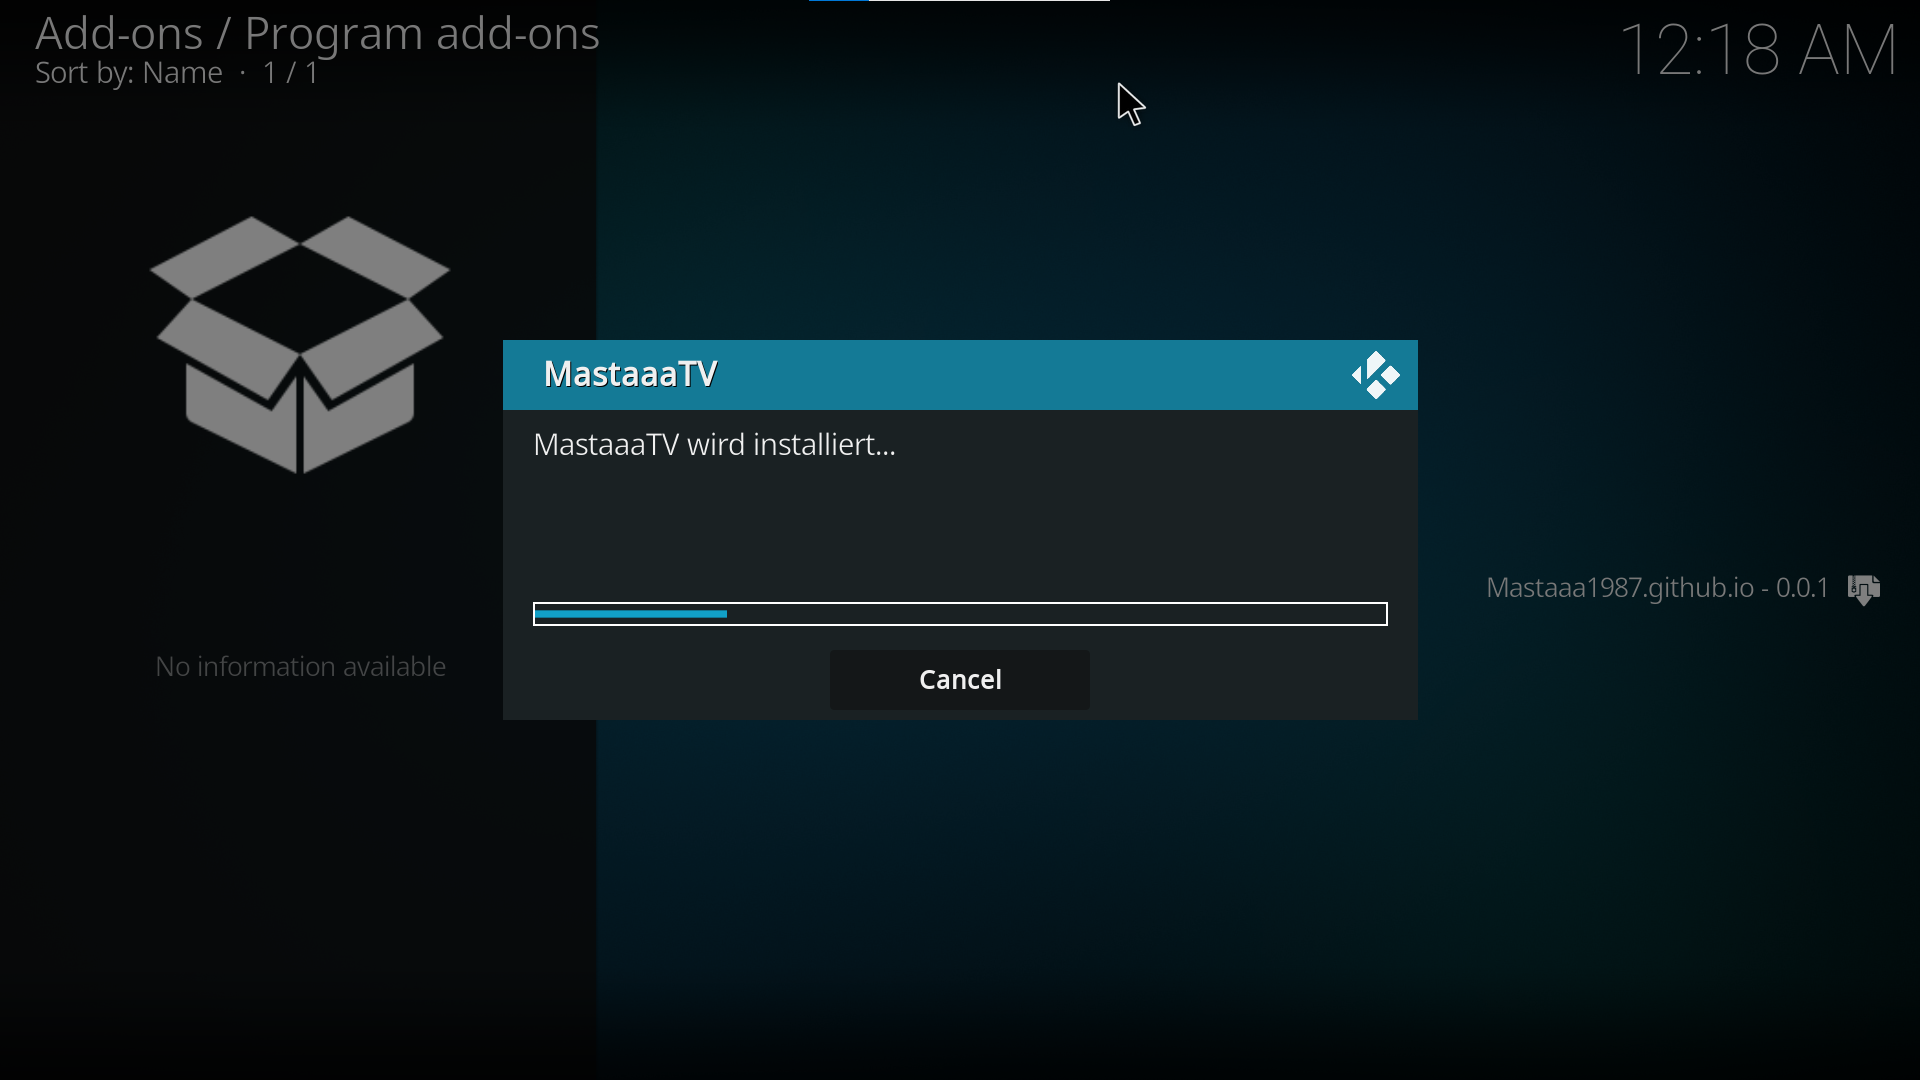 Add-ons / Program add-ons
Sort by: Name · 1 / 1
12:18 AM
MastaaaTV
MastaaaTV wird installiert...
Mastaaa1987.github.io - 0.0.1
No information available
Cancel